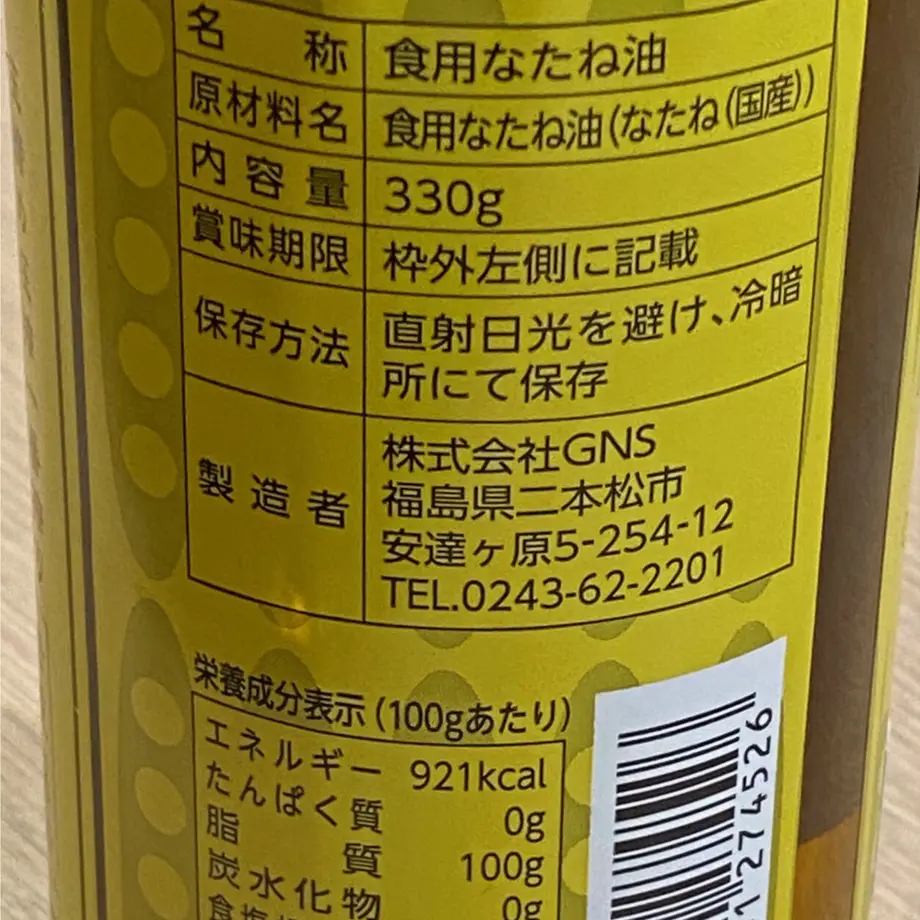 名称 食用なたね油
原材料名 食用なたね油(なたね(国産))
内容量 330g
賞味期限 枠外左側に記載
保存方法 直射日光を避け、冷暗
所にて保存
製造者 株式会社GNS
福島県二本松市
安達ヶ原5-254-12
TEL.0243-62-2201
栄養成分表示(100gあたり)
エネルギー 921kcal
たんぱく質 0g
脂質 100g
炭水化物 0g
274526